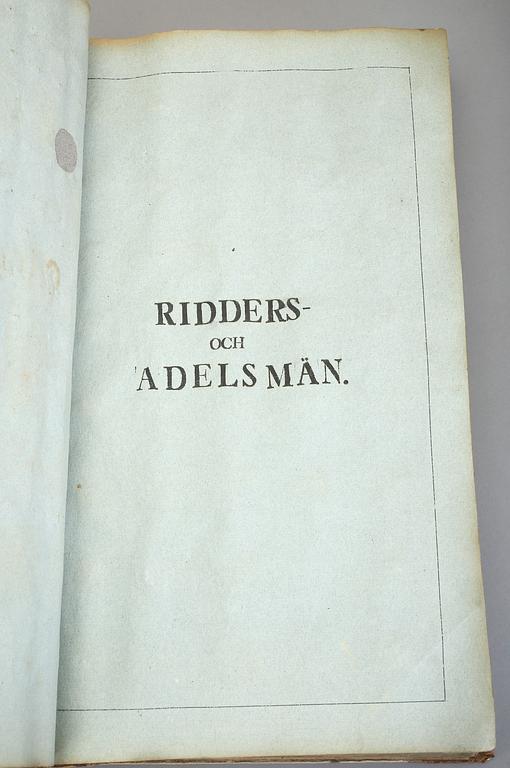 RIDDERS-
OCH
ADELSMÄN.